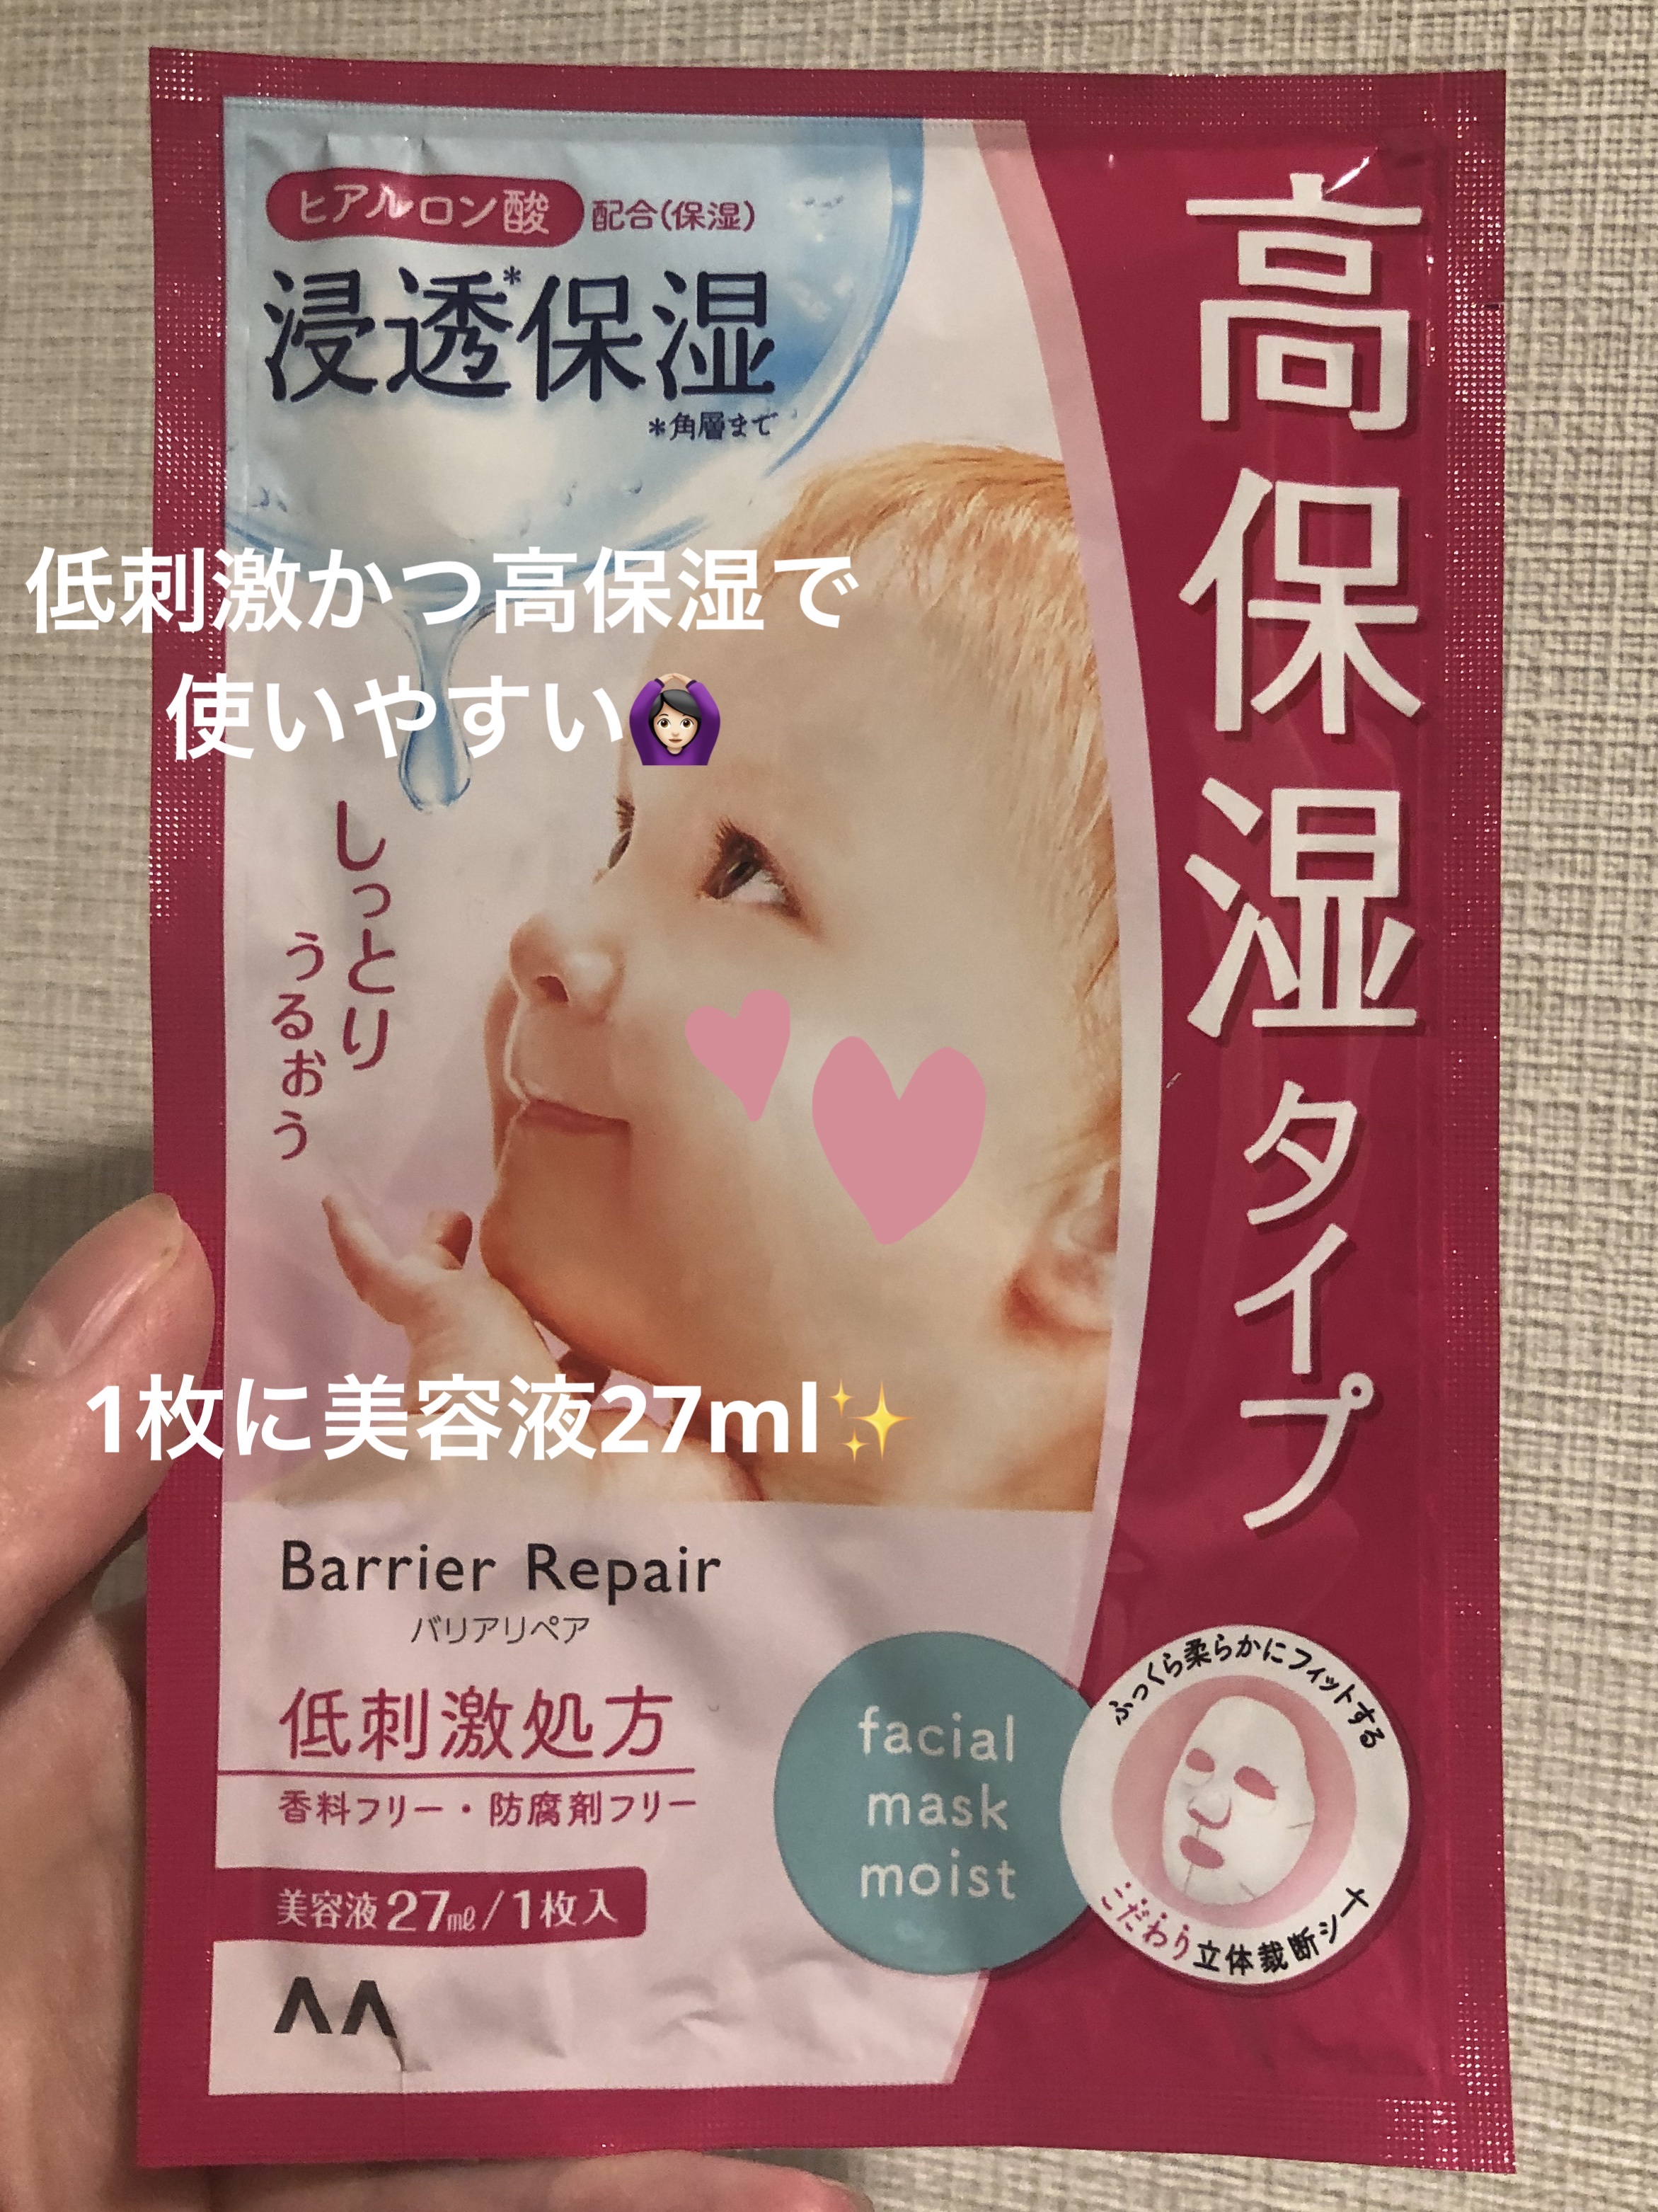 ヒアルロン酸 配合(保湿)
浸透*保湿
*角層まで
高保湿タイプ
低刺激かつ高保湿で
使いやすい🙆🏻‍♀️
しっとり
うるおう
1枚に美容液27ml✨
Barrier Repair
バリアリペア
低刺激処方
香料フリー・防腐剤フリー
美容液27ml/1枚入
facial
mask
moist
ふっくら柔らかにフィットする
こだわり立体裁断シート